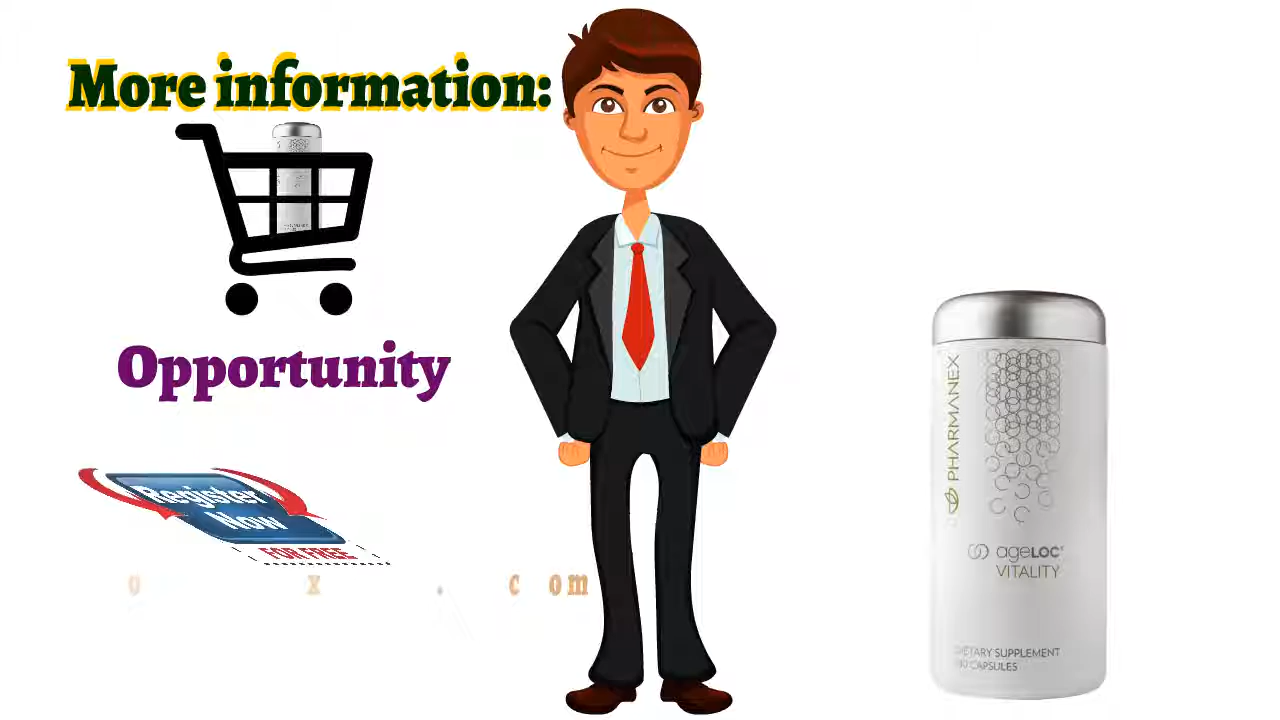 More information:
Opportunity
Register
Now
FOR FREE
PHARMANEX
ageLOC
VITALITY
DIETARY SUPPLEMENT
CAPSULES